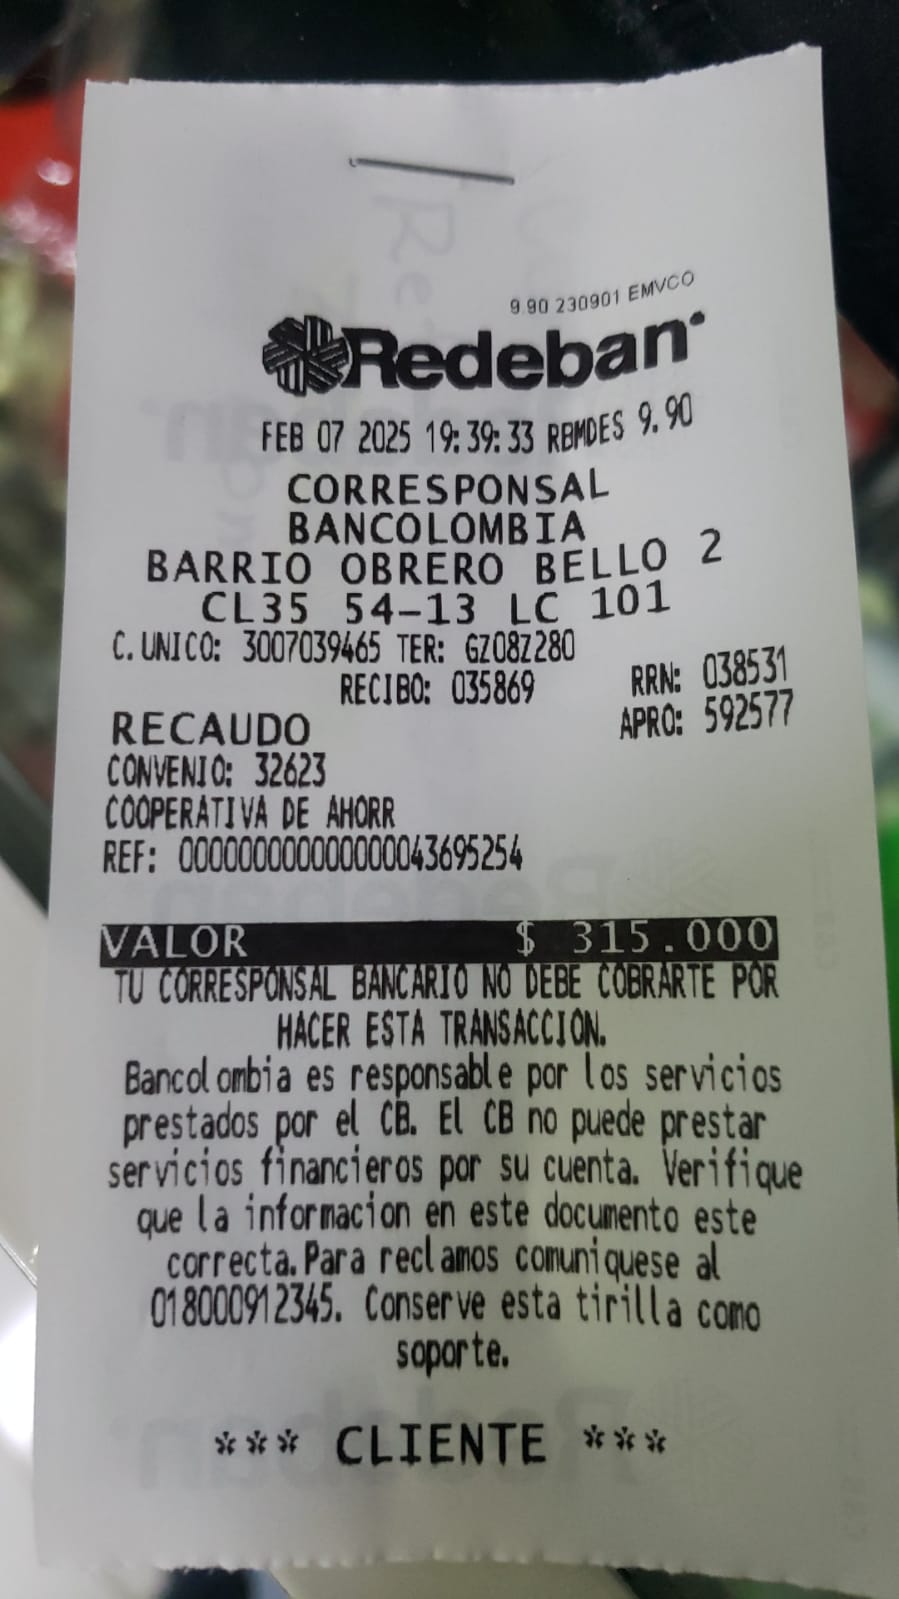 9.90 230901 EMVCO
Redeban
FEB 07 2025 19:39:33 RBMDES 9.90
CORRESPONSAL
BANCOLOMBIA
BARRIO OBRERO BELLO 2
CL35 54-13 LC 101
C.UNICO: 3007039465 TER: GZ08Z280
RECIBO: 035869 RRN: 038531
RECAUDO APRO: 592577
CONVENIO: 32623
COOPERATIVA DE AHORR
REF: 000000000000000043695254
VALOR $ 315.000
TU CORRESPONSAL BANCARIO NO DEBE COBRARTE POR
HACER ESTA TRANSACCION.
Bancolombia es responsable por los servicios
prestados por el CB. El CB no puede prestar
servicios financieros por su cuenta. Verifique
que la informacion en este documento este
correcta.Para reclamos comuniquese al
018000912345. Conserve esta tirilla como
soporte.
*** CLIENTE ***